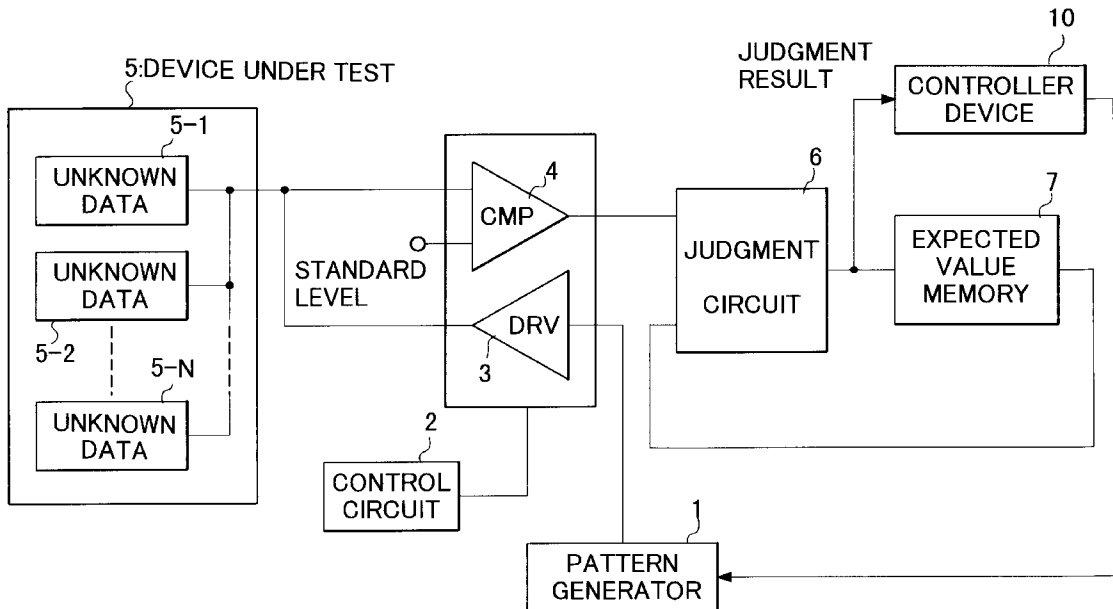 5:DEVICE UNDER TEST
5-1
UNKNOWN
DATA
UNKNOWN
DATA
5-2
5-N
UNKNOWN
DATA
STANDARD
LEVEL
4
CMP
DRV
3
2
CONTROL
CIRCUIT
6
JUDGMENT
CIRCUIT
JUDGMENT
RESULT
10
CONTROLLER
DEVICE
7
EXPECTED
VALUE
MEMORY
1
PATTERN
GENERATOR